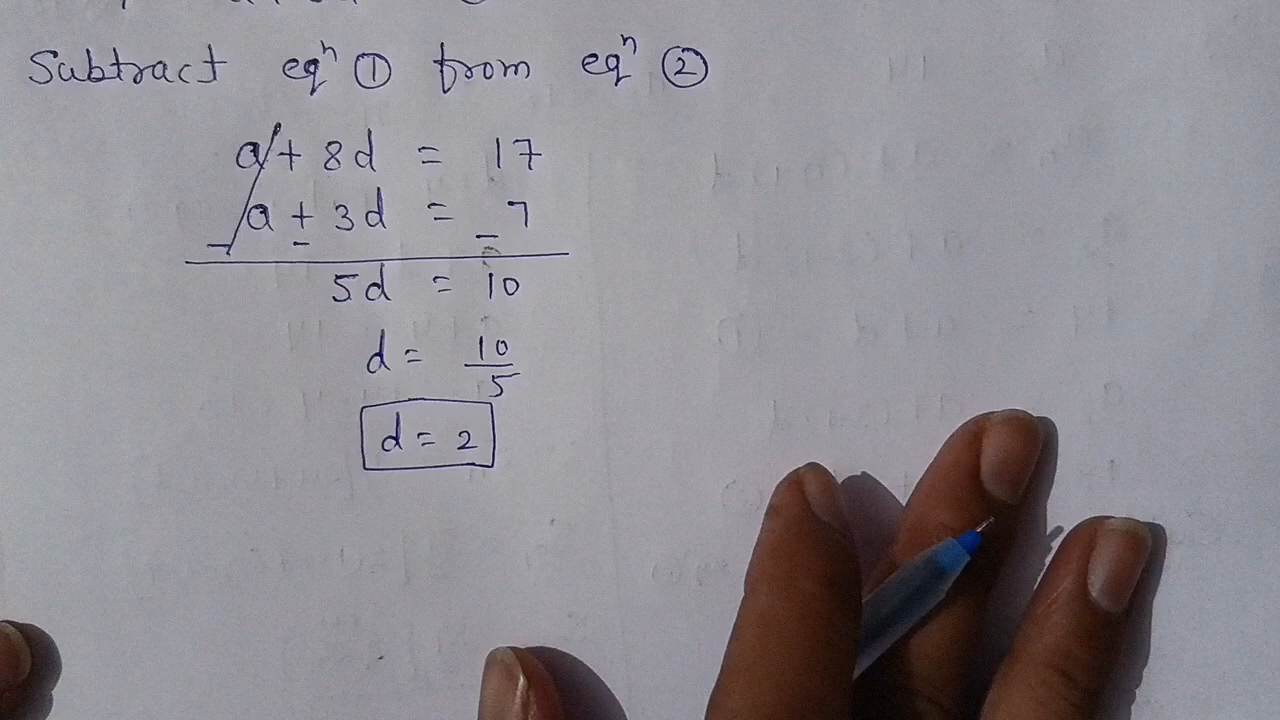 Subtract eqⁿ ① from eqⁿ ②
a + 8d = 17
a + 3d = 7
- - -
5d = 10
d = 10/5
d = 2